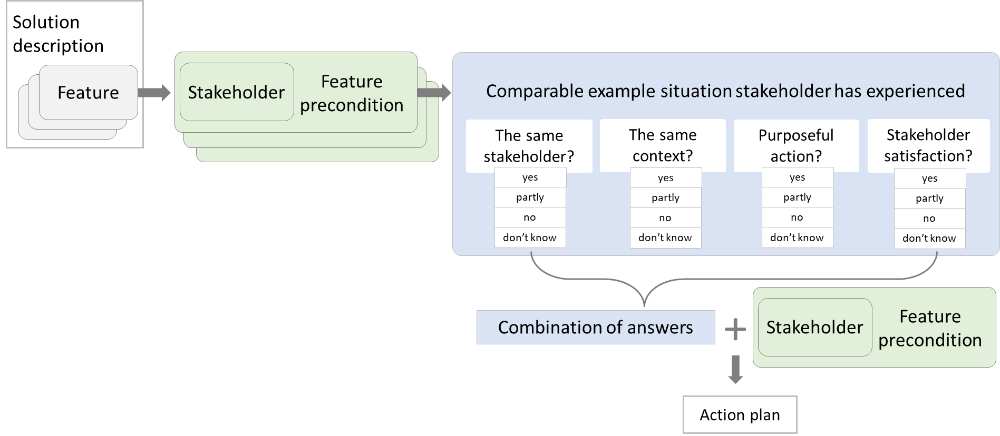 Solution
description
Feature
Stakeholder
Feature
precondition
Comparable example situation stakeholder has experienced
The same
stakeholder?
yes
partly
no
don't know
The same
context?
yes
partly
no
don't know
Purposeful
action?
yes
partly
no
don't know
Stakeholder
satisfaction?
yes
partly
no
don't know
Combination of answers
+
Stakeholder
Feature
precondition
Action plan